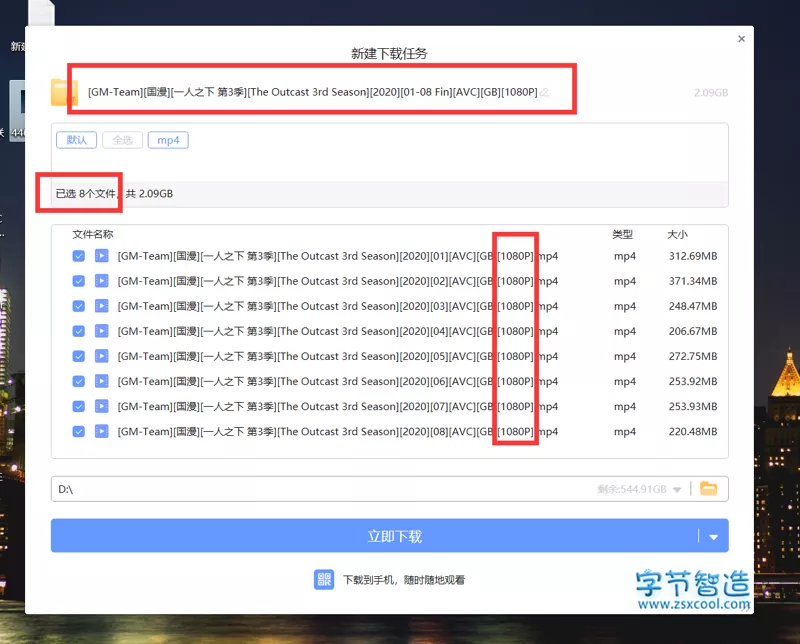 新建下载任务
[GM-Team][国漫][一人之下 第3季][The Outcast 3rd Season][2020][01-08 Fin][AVC][GB][1080P]
2.09GB
默认 全选 mp4
已选 8个文件, 共 2.09GB
文件名称 类型 大小
[GM-Team][国漫][一人之下 第3季][The Outcast 3rd Season][2020][01][AVC][GB][1080P].mp4 mp4 312.69MB
[GM-Team][国漫][一人之下 第3季][The Outcast 3rd Season][2020][02][AVC][GB][1080P].mp4 mp4 371.34MB
[GM-Team][国漫][一人之下 第3季][The Outcast 3rd Season][2020][03][AVC][GB][1080P].mp4 mp4 248.47MB
[GM-Team][国漫][一人之下 第3季][The Outcast 3rd Season][2020][04][AVC][GB][1080P].mp4 mp4 206.67MB
[GM-Team][国漫][一人之下 第3季][The Outcast 3rd Season][2020][05][AVC][GB][1080P].mp4 mp4 272.75MB
[GM-Team][国漫][一人之下 第3季][The Outcast 3rd Season][2020][06][AVC][GB][1080P].mp4 mp4 253.92MB
[GM-Team][国漫][一人之下 第3季][The Outcast 3rd Season][2020][07][AVC][GB][1080P].mp4 mp4 253.93MB
[GM-Team][国漫][一人之下 第3季][The Outcast 3rd Season][2020][08][AVC][GB][1080P].mp4 mp4 220.48MB
D:\ 剩余:544.91GB
立即下载
下载到手机，随时随地观看
字节智造
www.zsxcool.com